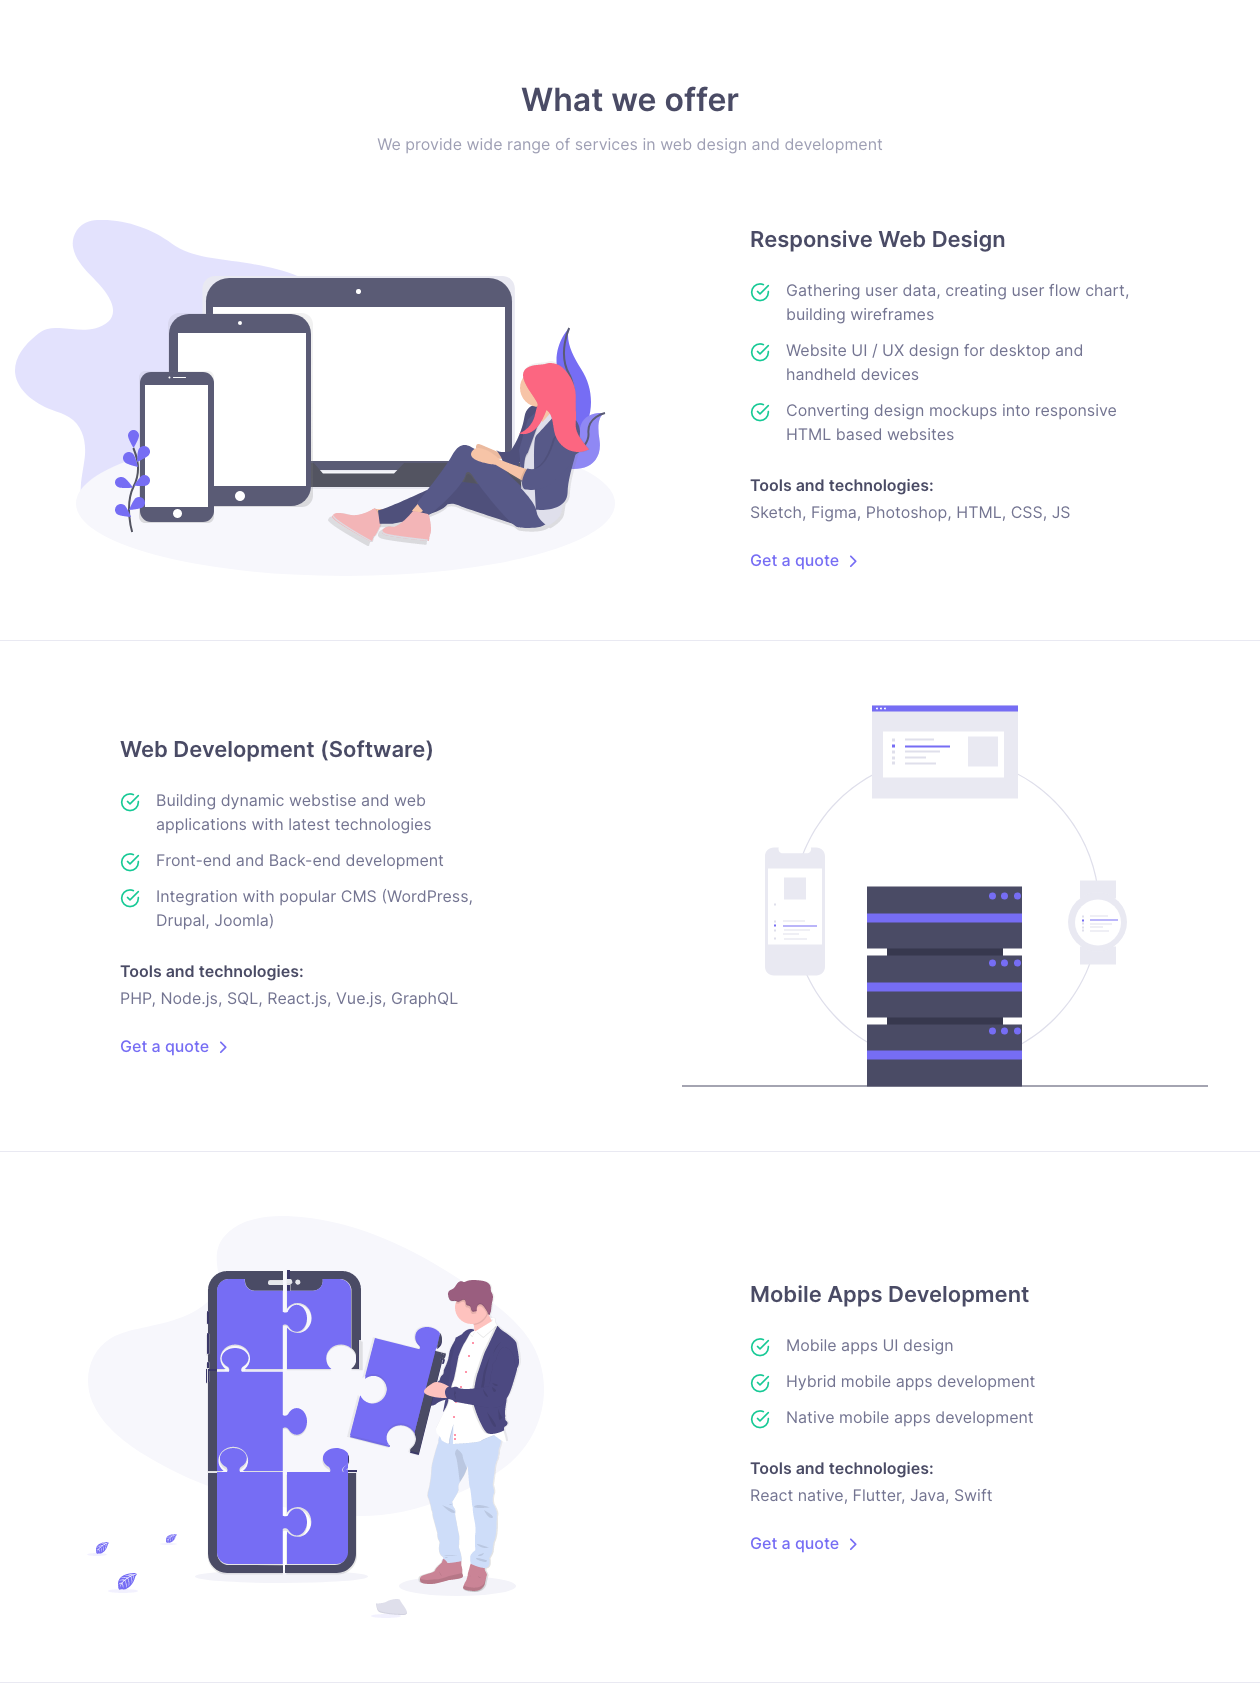 What we offer
We provide wide range of services in web design and development
Responsive Web Design
Gathering user data, creating user flow chart,
building wireframes
Website UI / UX design for desktop and
handheld devices
Converting design mockups into responsive
HTML based websites
Tools and technologies:
Sketch, Figma, Photoshop, HTML, CSS, JS
Get a quote
Web Development (Software)
Building dynamic webstise and web
applications with latest technologies
Front-end and Back-end development
Integration with popular CMS (WordPress,
Drupal, Joomla)
Tools and technologies:
PHP, Node.js, SQL, React.js, Vue.js, GraphQL
Get a quote
Mobile Apps Development
Mobile apps UI design
Hybrid mobile apps development
Native mobile apps development
Tools and technologies:
React native, Flutter, Java, Swift
Get a quote